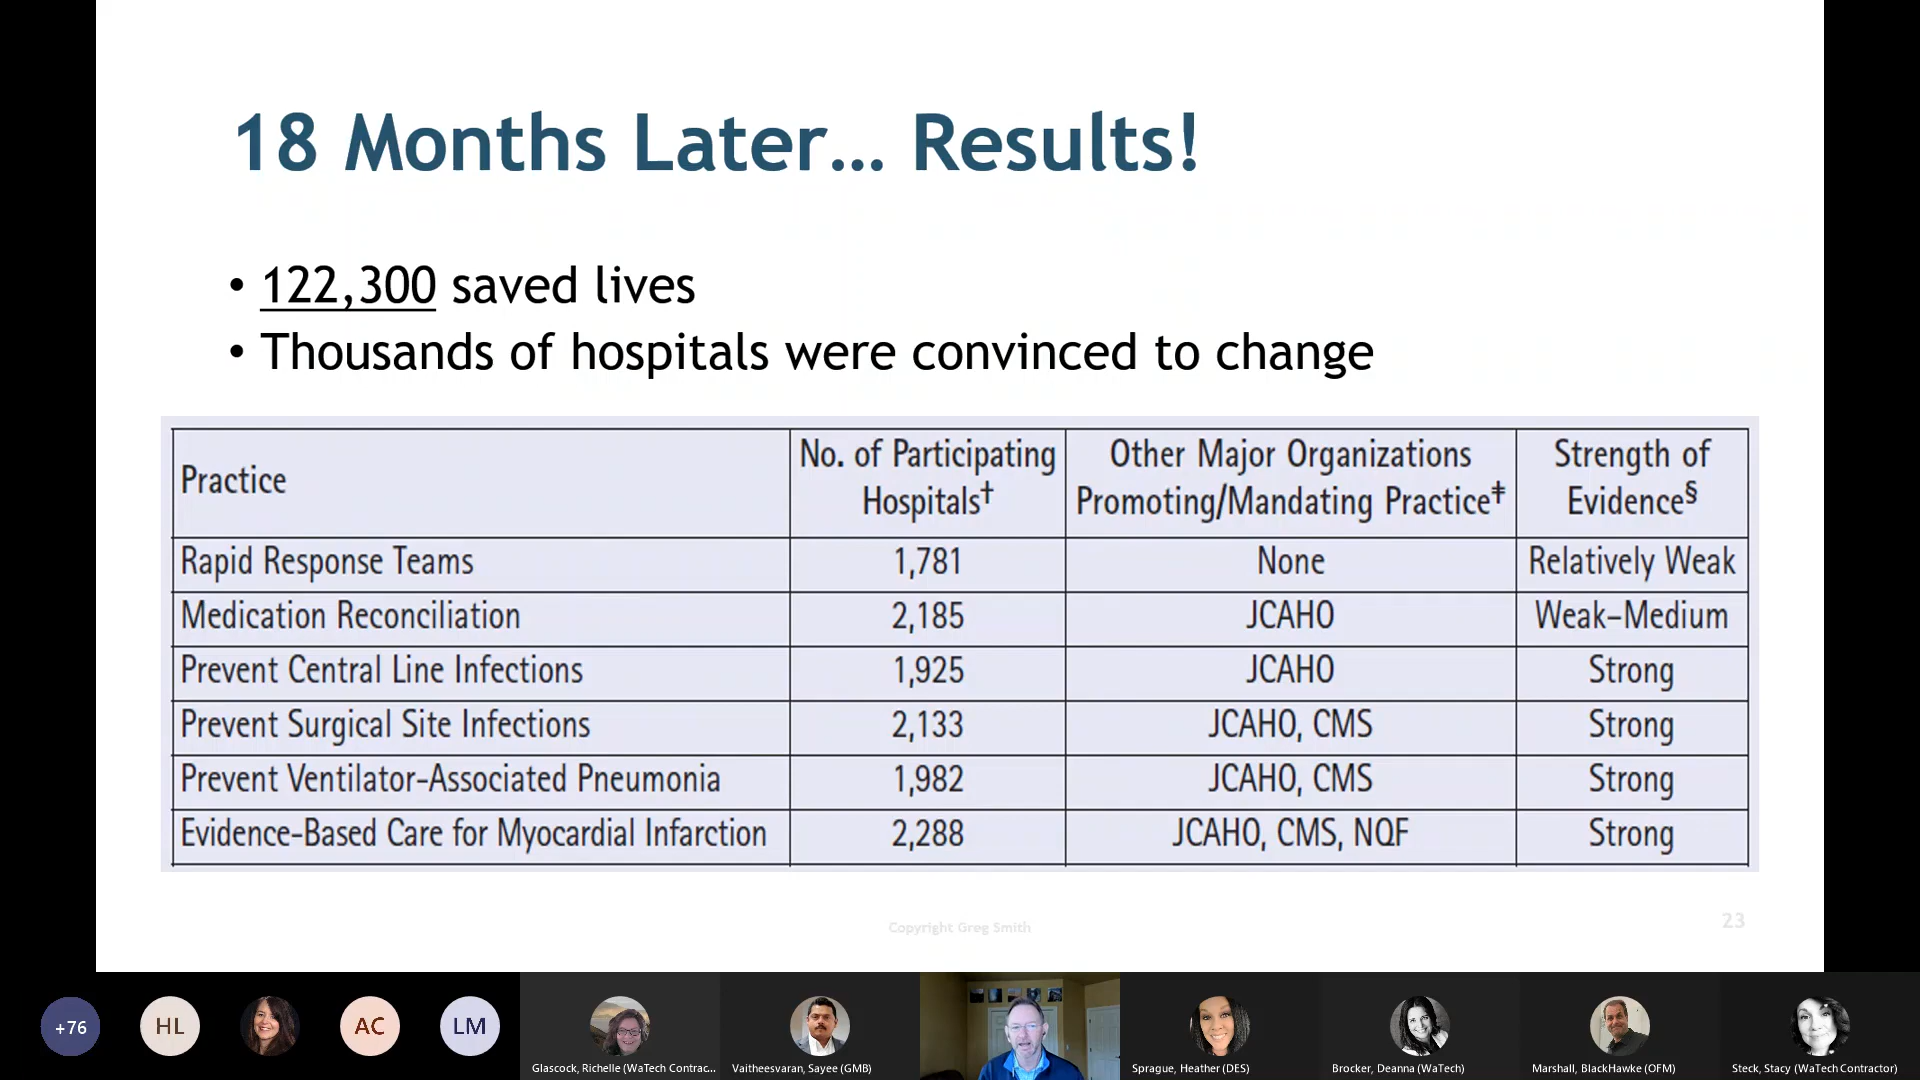 18 Months Later... Results!
• 122,300 saved lives
• Thousands of hospitals were convinced to change
Practice
No. of Participating
Hospitals†
Other Major Organizations
Promoting/Mandating Practice‡
Strength of
Evidence§
Rapid Response Teams 1,781 None Relatively Weak
Medication Reconciliation 2,185 JCAHO Weak–Medium
Prevent Central Line Infections 1,925 JCAHO Strong
Prevent Surgical Site Infections 2,133 JCAHO, CMS Strong
Prevent Ventilator-Associated Pneumonia 1,982 JCAHO, CMS Strong
Evidence-Based Care for Myocardial Infarction 2,288 JCAHO, CMS, NQF Strong
Copyright Greg Smith
23
+76
HL
AC
LM
Glascock, Richelle (WaTech Contrac...
Vaitheesvaran, Sayee (GMB)
Sprague, Heather (DES)
Brocker, Deanna (WaTech)
Marshall, BlackHawke (OFM)
Steck, Stacy (WaTech Contractor)